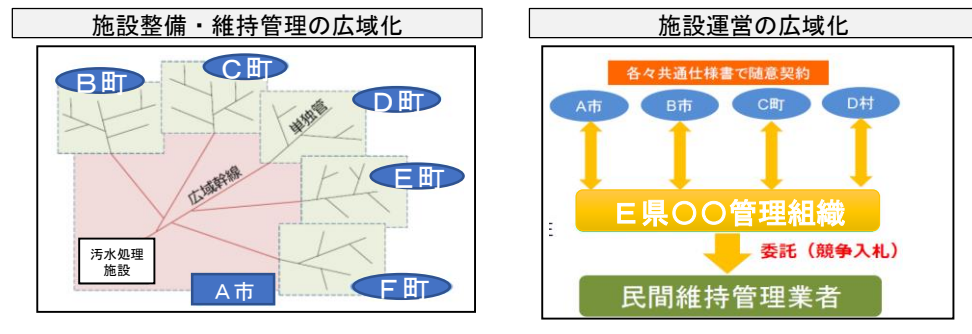 施設整備・維持管理の広域化
B町
C町
D町
単独管
広域幹線
E町
汚水処理
施設
A市
F町
施設運営の広域化
各々共通仕様書で随意契約
A市
B市
C町
D村
E県〇〇管理組織
委託（競争入札）
民間維持管理業者